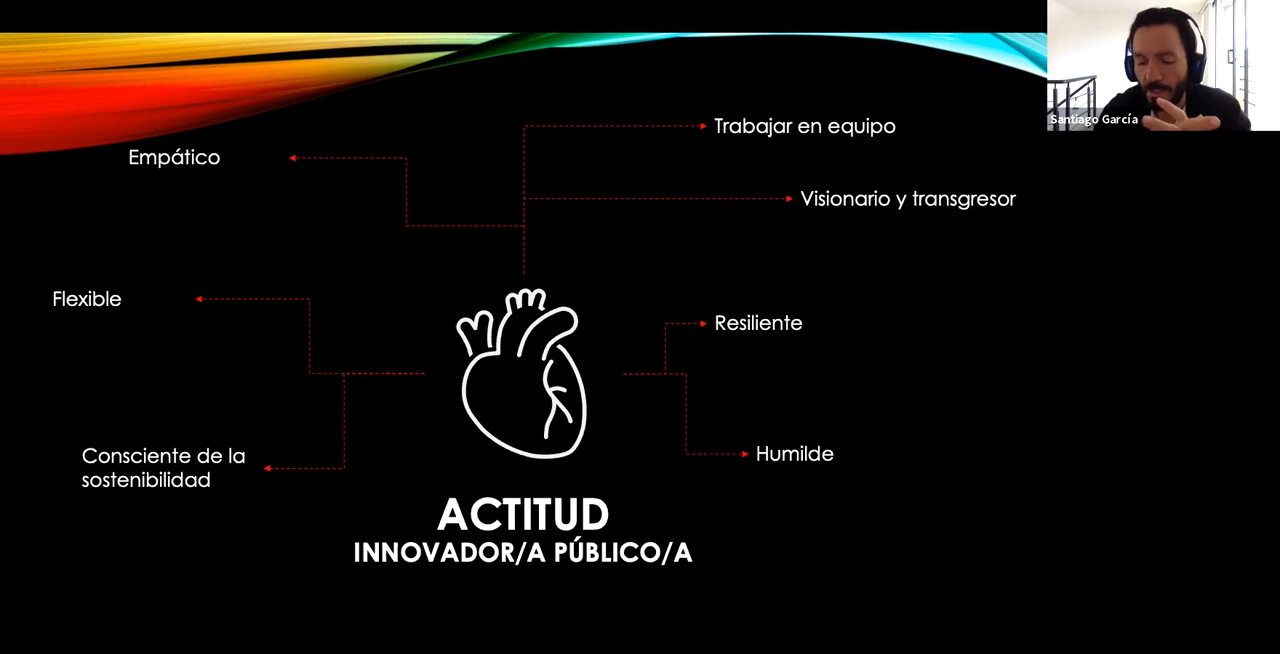 Santiago García
Trabajar en equipo
Empático
Visionario y transgresor
Flexible
Resiliente
Consciente de la
sostenibilidad
Humilde
ACTITUD
INNOVADOR/A PÚBLICO/A